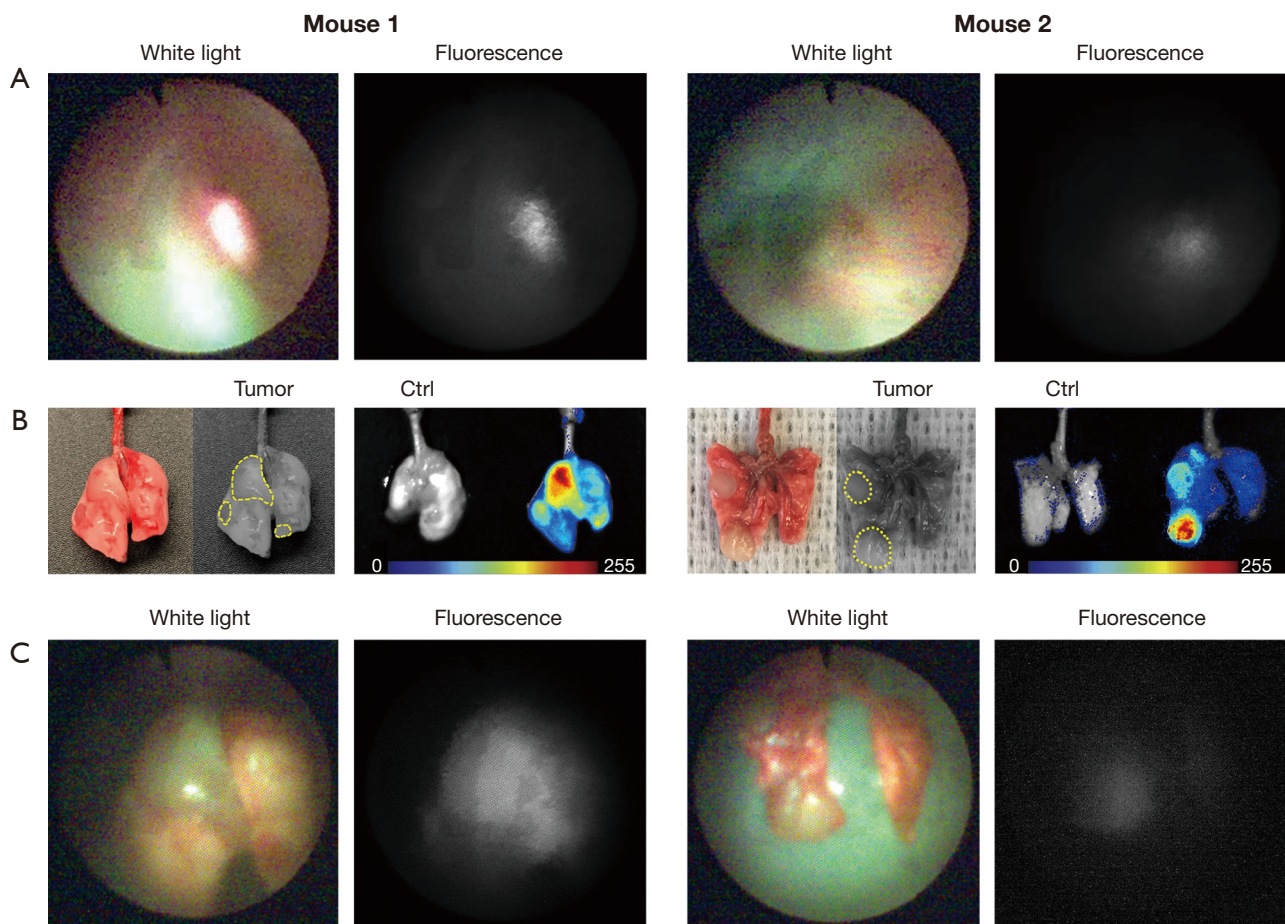 Mouse 1 Mouse 2
White light Fluorescence White light Fluorescence
A
Tumor Ctrl Tumor Ctrl
B
0 255 0 255
White light Fluorescence White light Fluorescence
C